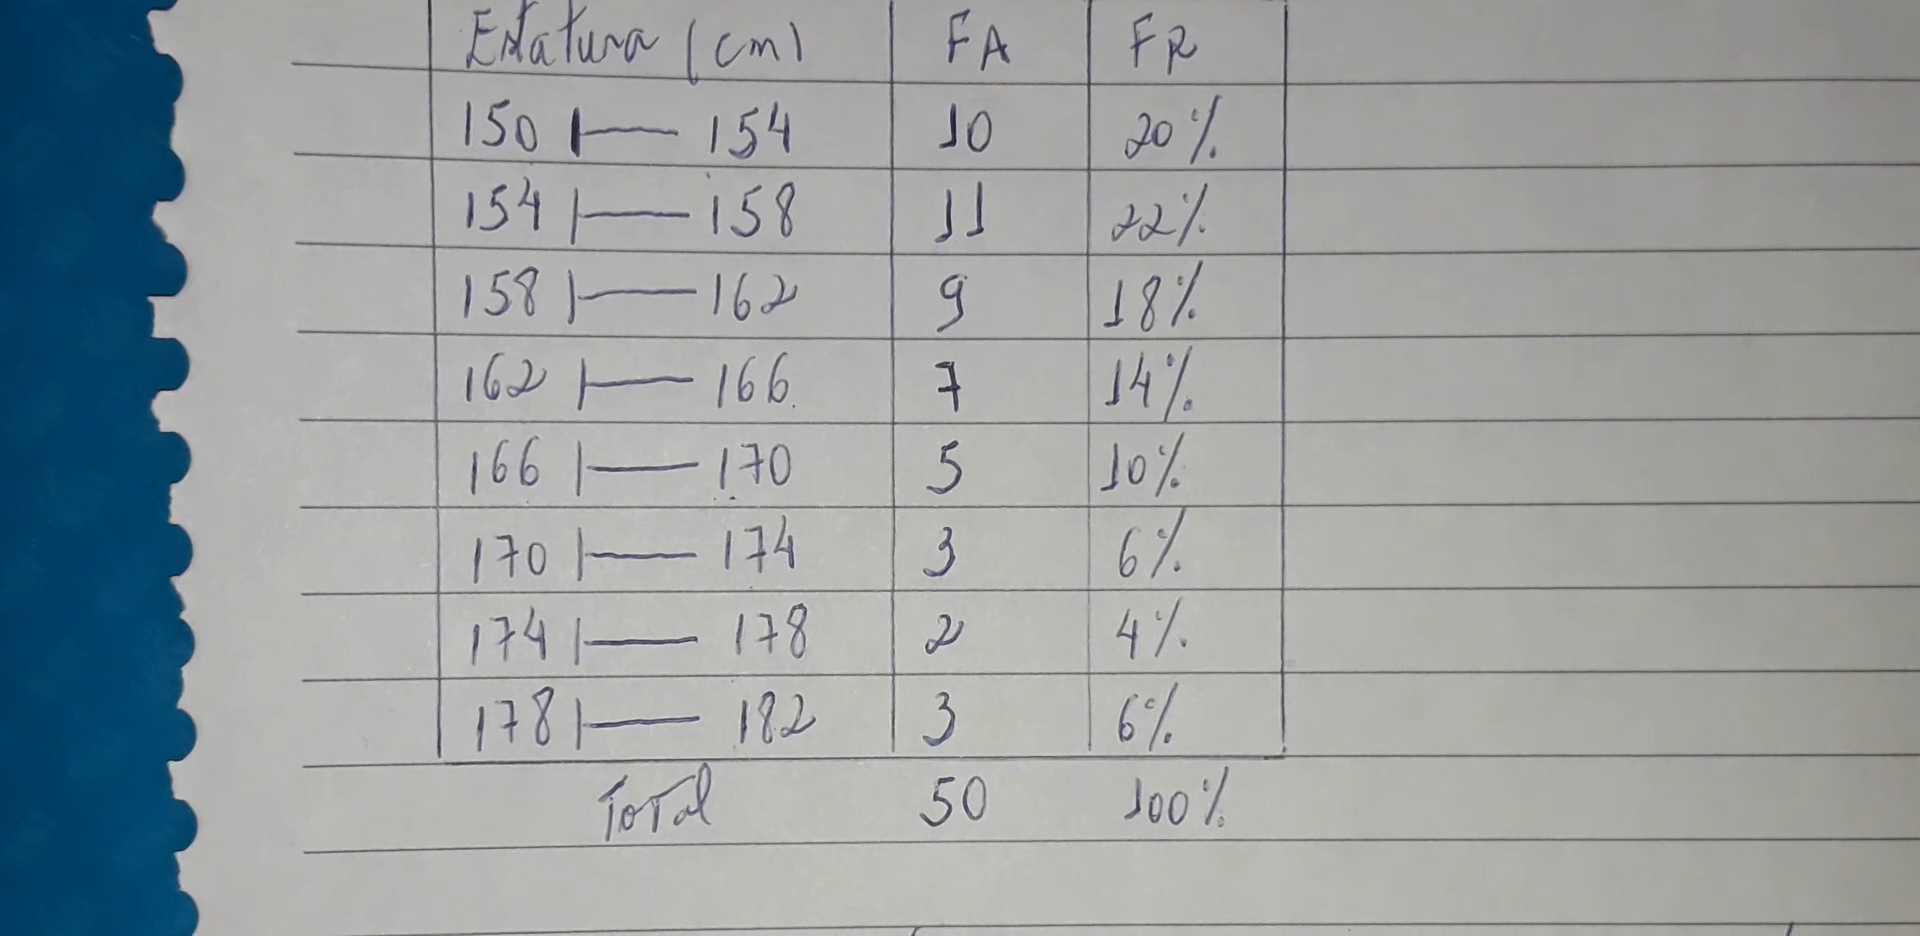 Estatura (cm) FA FR
150 |— 154 10 20%
154 |— 158 11 22%
158 |— 162 9 18%
162 |— 166 7 14%
166 |— 170 5 10%
170 |— 174 3 6%
174 |— 178 2 4%
178 |— 182 3 6%
Total 50 100%